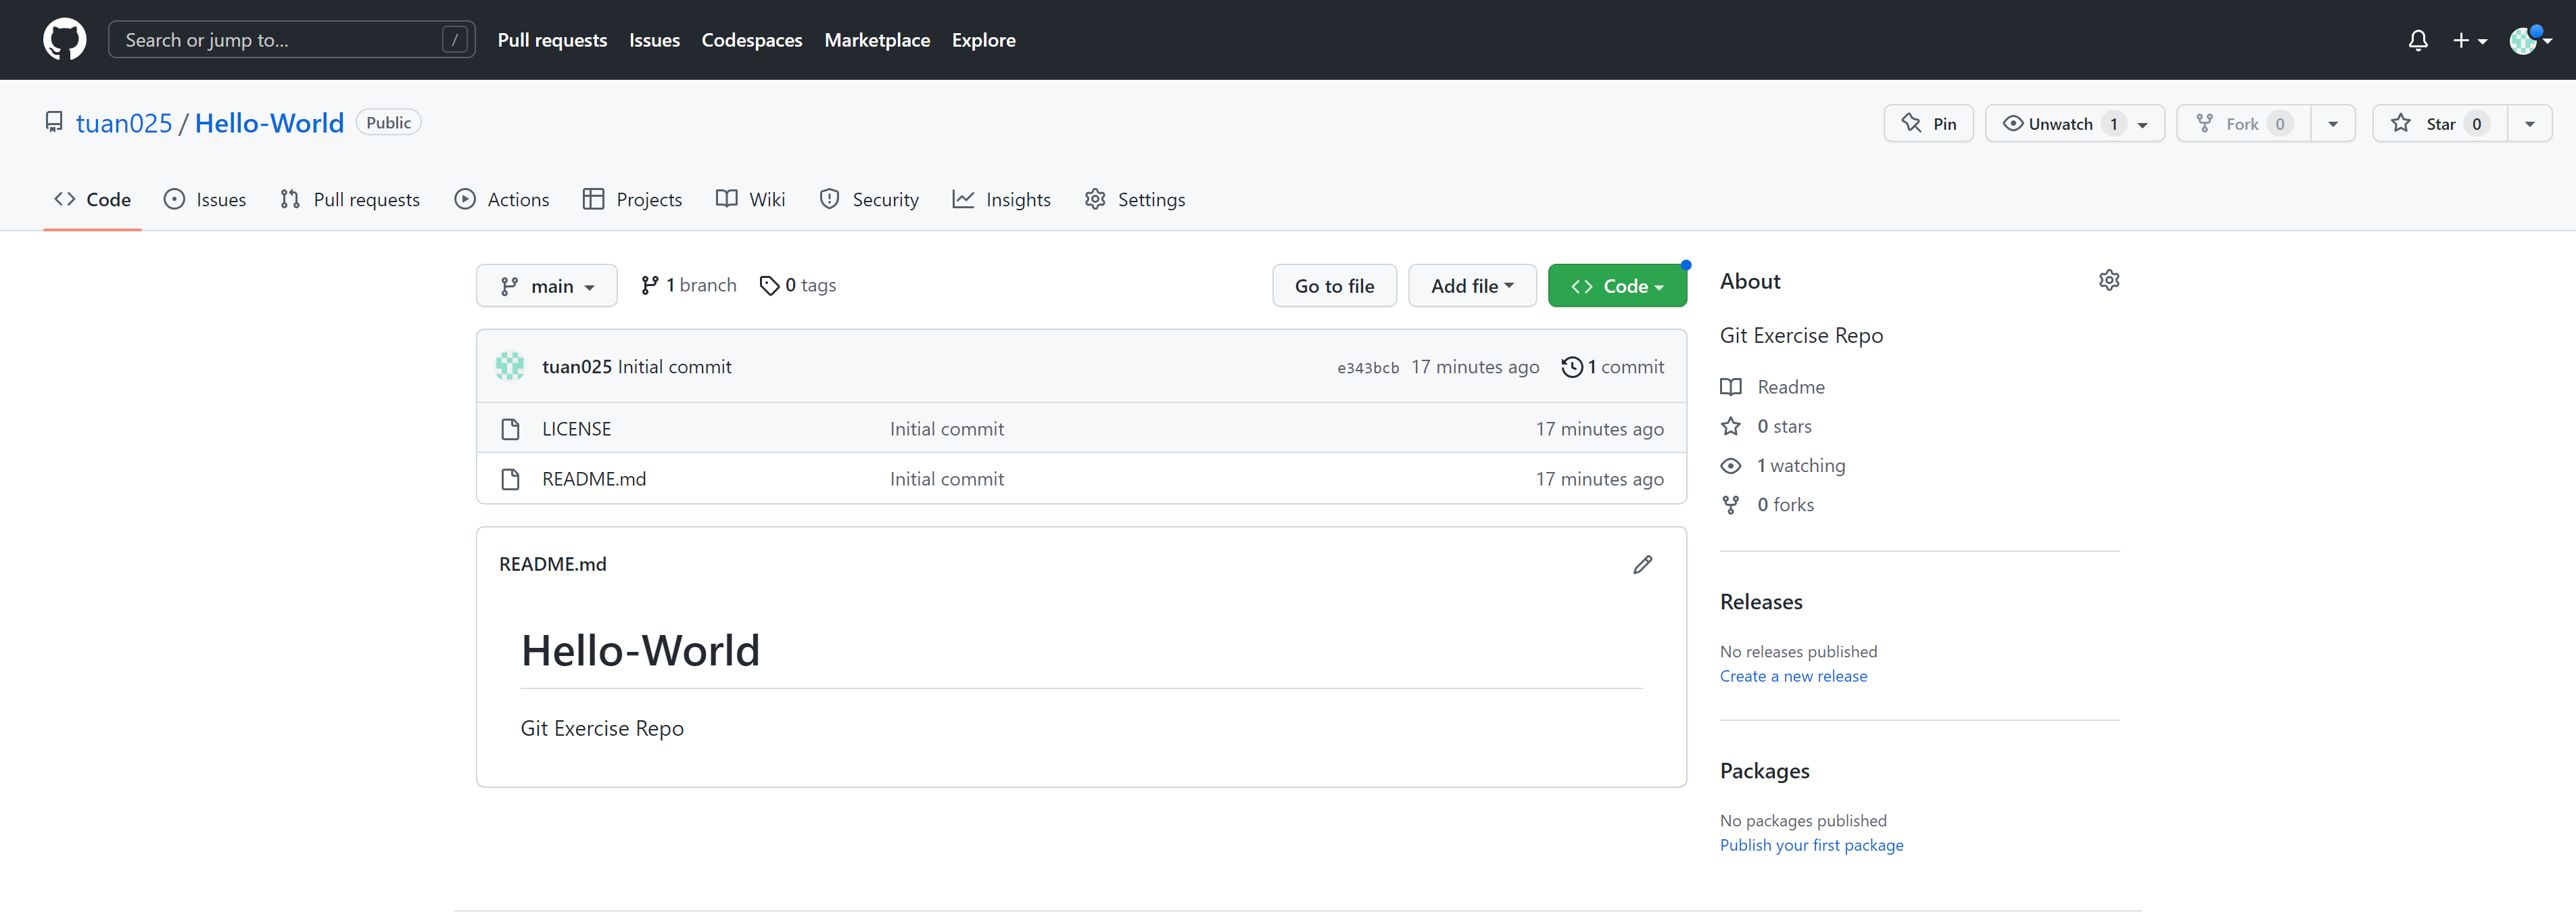 Search or jump to... / Pull requests Issues Codespaces Marketplace Explore
tuan025 / Hello-World Public Pin Unwatch 1 Fork 0 Star 0
Code Issues Pull requests Actions Projects Wiki Security Insights Settings
main 1 branch 0 tags Go to file Add file Code
tuan025 Initial commit e343bcb 17 minutes ago 1 commit
LICENSE Initial commit 17 minutes ago
README.md Initial commit 17 minutes ago
README.md
Hello-World
Git Exercise Repo
About
Git Exercise Repo
Readme
0 stars
1 watching
0 forks
Releases
No releases published
Create a new release
Packages
No packages published
Publish your first package